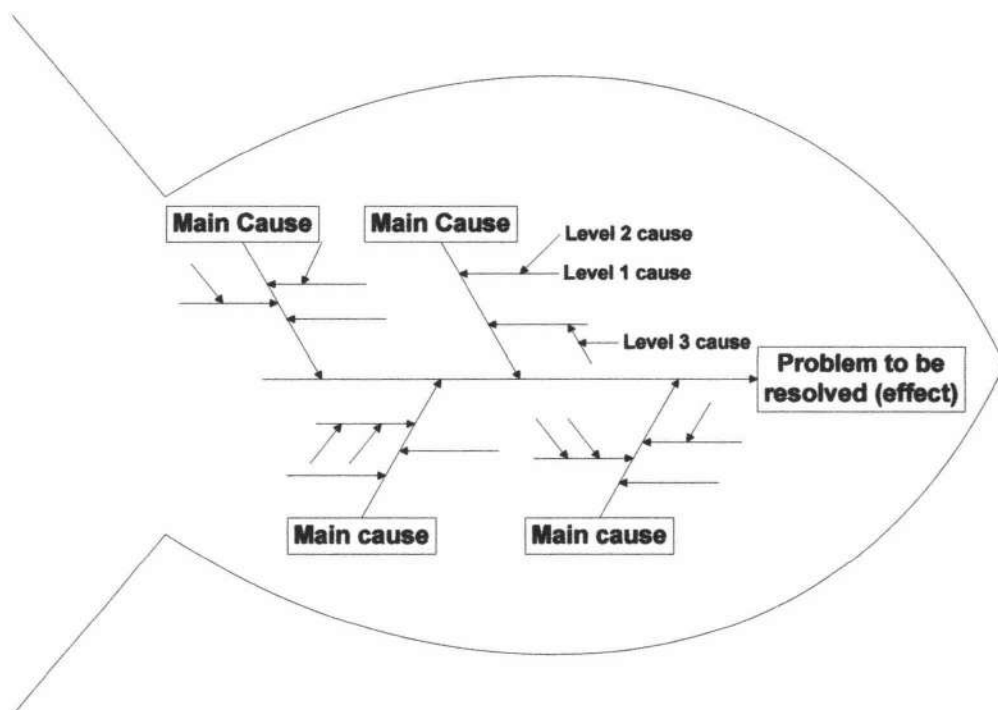 Main Cause
Main Cause
Level 2 cause
Level 1 cause
Level 3 cause
Problem to be
resolved (effect)
Main cause
Main cause